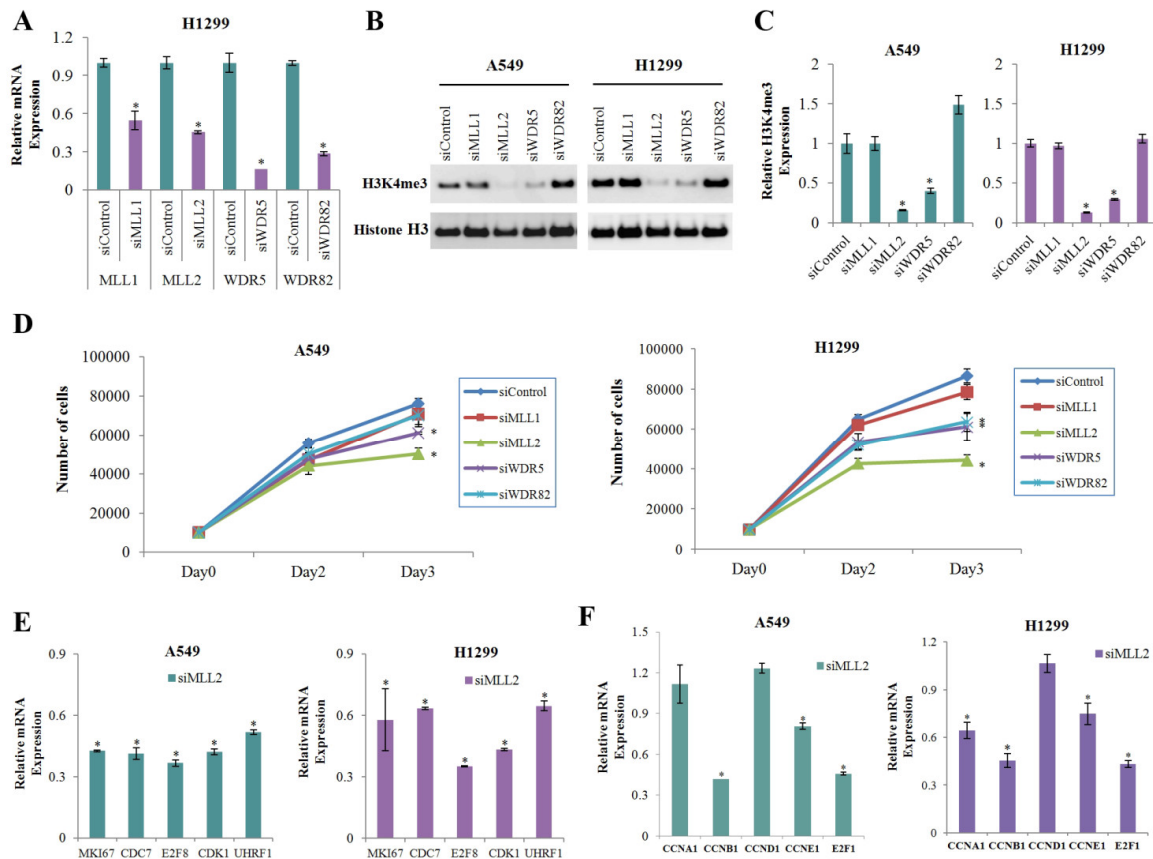 A
H1299
Relative mRNA
Expression
1.2
0.9
0.6
0.3
0
*
*
*
*
siControl
siMLL1
siControl
siMLL2
siControl
siWDR5
siControl
siWDR82
MLL1
MLL2
WDR5
WDR82
B
A549
H1299
siControl
siMLL1
siMLL2
siWDR5
siWDR82
siControl
siMLL1
siMLL2
siWDR5
siWDR82
H3K4me3
Histone H3
C
A549
H1299
Relative H3K4me3
Expression
2
1.5
1
0.5
0
*
*
siControl
siMLL1
siMLL2
siWDR5
siWDR82
2
1.5
1
0.5
0
*
*
siControl
siMLL1
siMLL2
siWDR5
siWDR82
D
A549
Number of cells
100000
80000
60000
40000
20000
0
*
*
Day0
Day2
Day3
siControl
siMLL1
siMLL2
siWDR5
siWDR82
H1299
Number of cells
100000
80000
60000
40000
20000
0
*
*
*
Day0
Day2
Day3
siControl
siMLL1
siMLL2
siWDR5
siWDR82
E
A549
siMLL2
Relative mRNA
Expression
0.9
0.6
0.3
0
*
*
*
*
*
MKI67
CDC7
E2F8
CDK1
UHRF1
H1299
siMLL2
Relative mRNA
Expression
0.9
0.6
0.3
0
*
*
*
*
*
MKI67
CDC7
E2F8
CDK1
UHRF1
F
A549
siMLL2
Relative mRNA
Expression
1.5
1.2
0.9
0.6
0.3
0
*
*
*
CCNA1
CCNB1
CCND1
CCNE1
E2F1
H1299
siMLL2
Relative mRNA
Expression
1.2
0.9
0.6
0.3
0
*
*
*
*
CCNA1
CCNB1
CCND1
CCNE1
E2F1